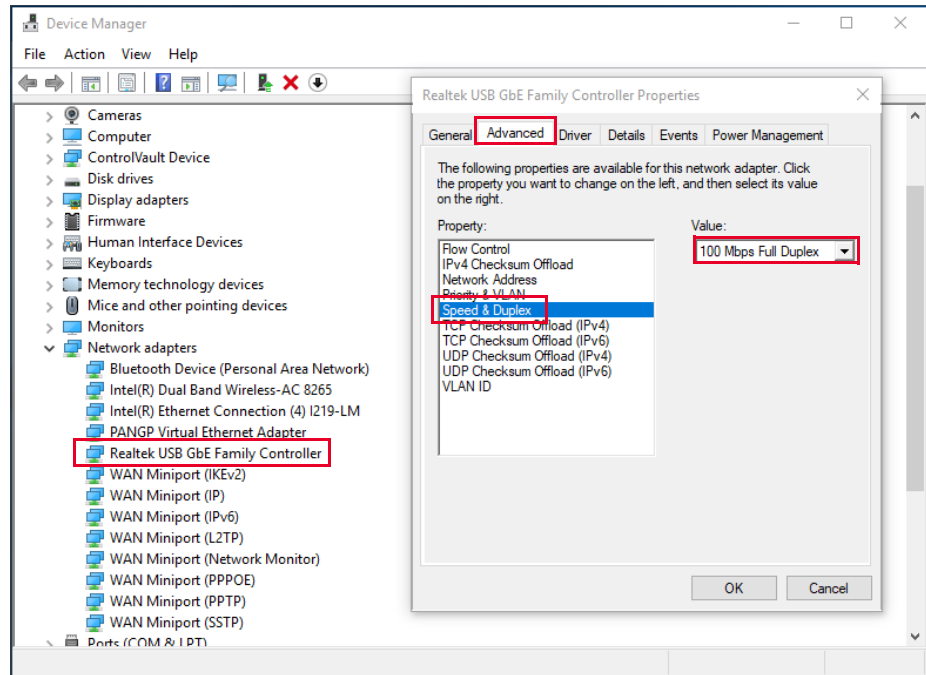 Device Manager
File Action View Help
Cameras
Computer
ControlVault Device
Disk drives
Display adapters
Firmware
Human Interface Devices
Keyboards
Memory technology devices
Mice and other pointing devices
Monitors
Network adapters
Bluetooth Device (Personal Area Network)
Intel(R) Dual Band Wireless-AC 8265
Intel(R) Ethernet Connection (4) I219-LM
PANGP Virtual Ethernet Adapter
Realtek USB GbE Family Controller
WAN Miniport (IKEv2)
WAN Miniport (IP)
WAN Miniport (IPv6)
WAN Miniport (L2TP)
WAN Miniport (Network Monitor)
WAN Miniport (PPPOE)
WAN Miniport (PPTP)
WAN Miniport (SSTP)
Ports (COM & LPT)
Realtek USB GbE Family Controller Properties
General Advanced Driver Details Events Power Management
The following properties are available for this network adapter. Click
the property you want to change on the left, and then select its value
on the right.
Property:
Flow Control
IPv4 Checksum Offload
Network Address
Priority & VLAN
Speed & Duplex
TCP Checksum Offload (IPv4)
TCP Checksum Offload (IPv6)
UDP Checksum Offload (IPv4)
UDP Checksum Offload (IPv6)
VLAN ID
Value:
100 Mbps Full Duplex
OK Cancel